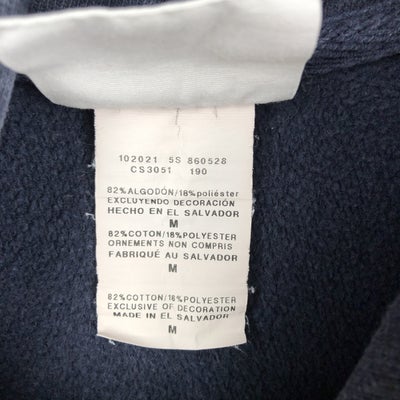 102021 5S 860528
CS3051 190
82%ALGODÓN/18%poliéster
EXCLUYENDO DECORACIÓN
HECHO EN EL SALVADOR
M
82%COTON/18%POLYESTER
ORNEMENTS NON COMPRIS
FABRIQUÉ AU SALVADOR
M
82%COTTON/18%POLYESTER
EXCLUSIVE OF DECORATION
MADE IN EL SALVADOR
M